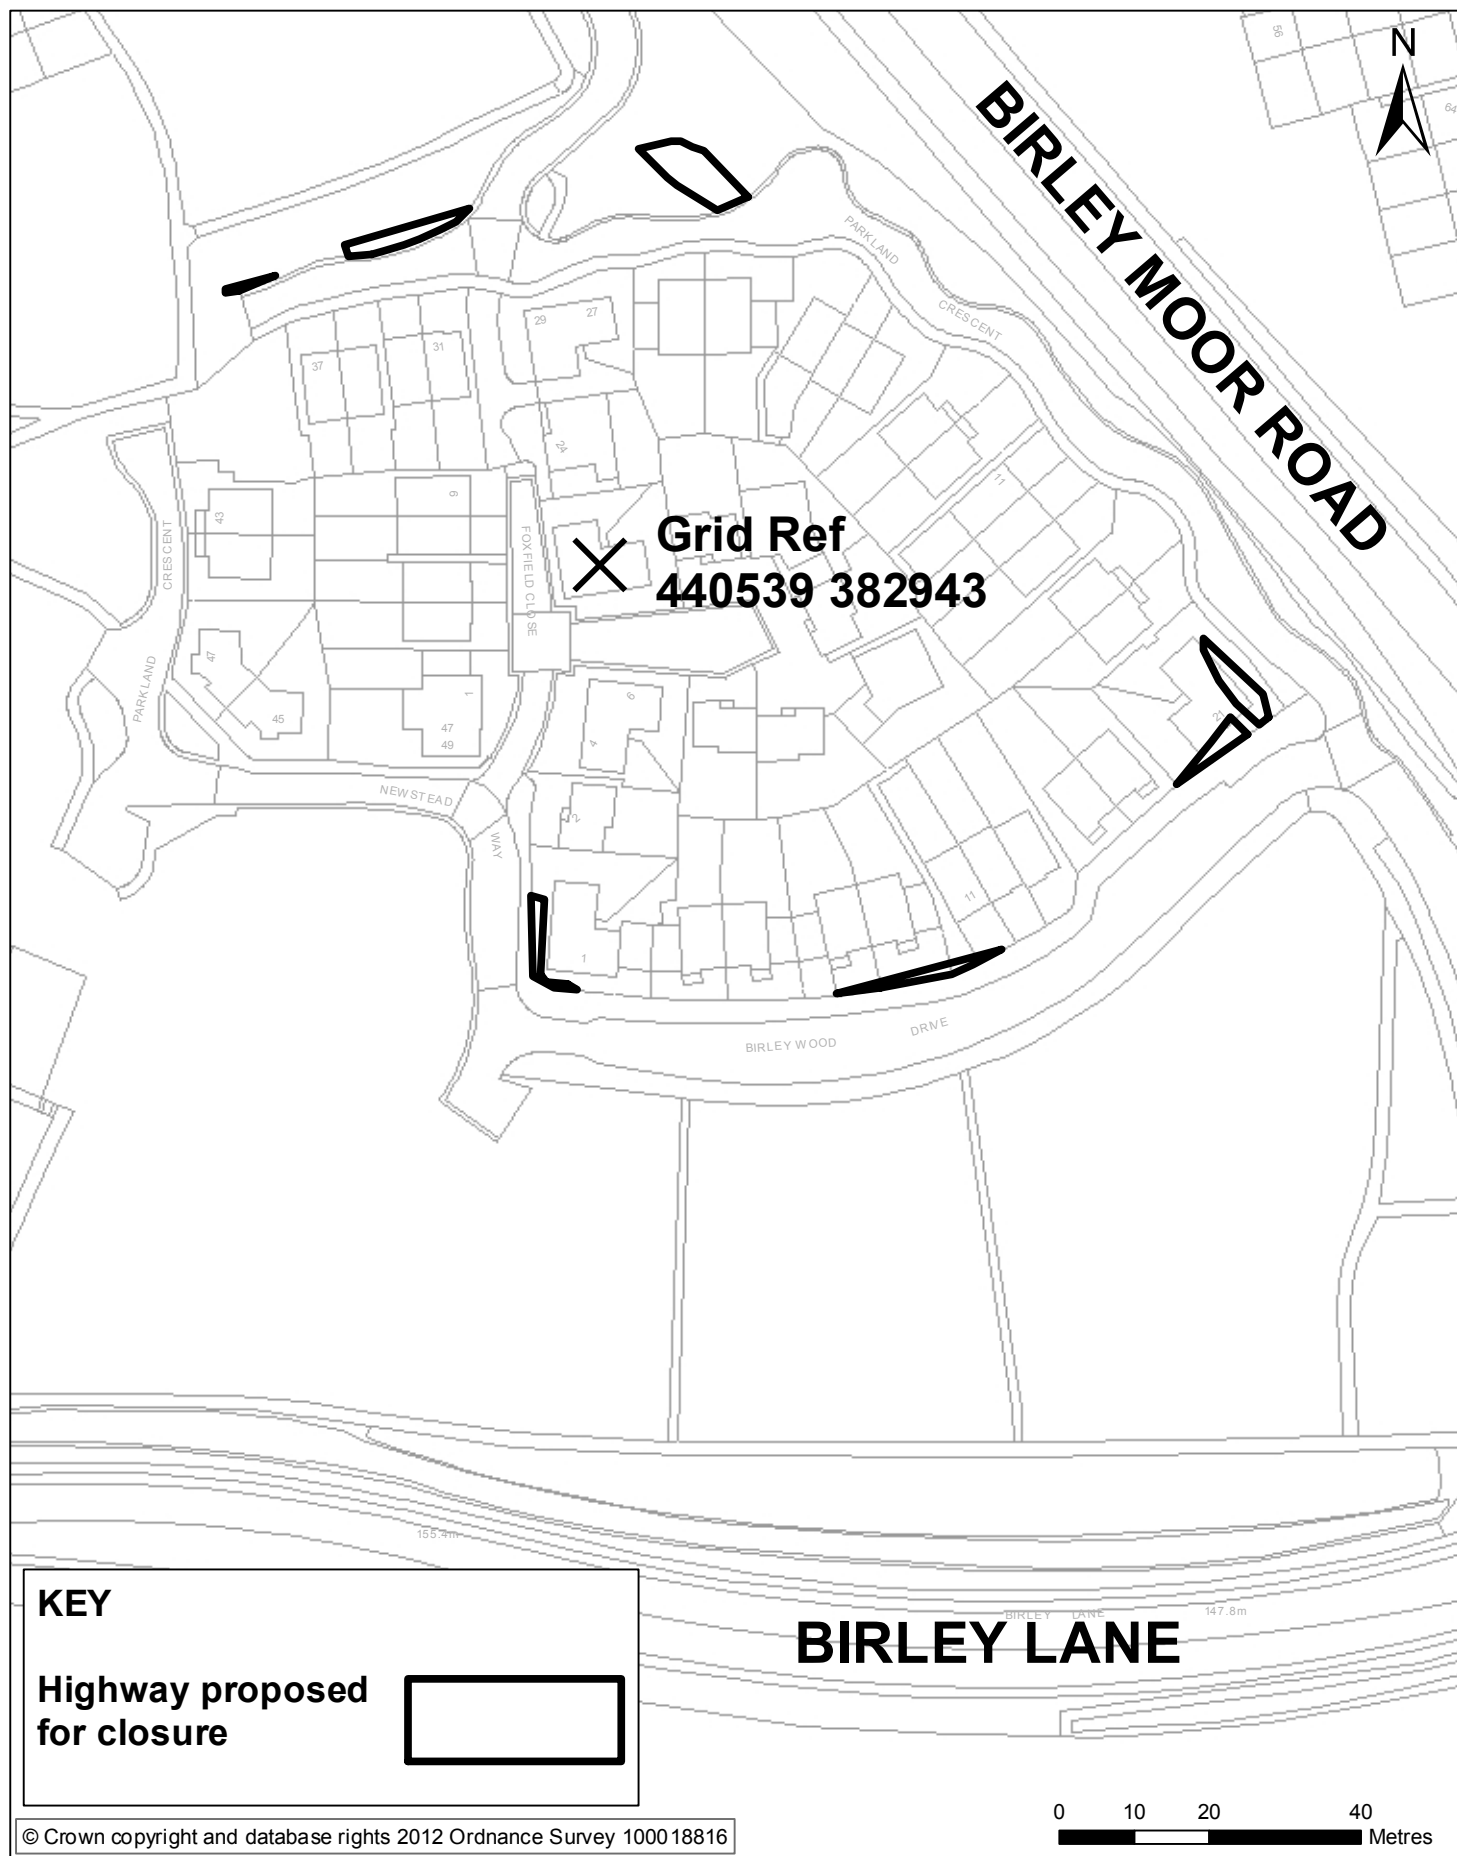 56
N
64
BIRLEY MOOR ROAD
PARKLAND
CRESCENT
29
27
31
37
24
11
9
43
CRESCENT
FOXFIELD CLOSE
Grid Ref
440539 382943
47
PARKLAND
45
1
47
49
6
4
21
NEWSTEAD
WAY
2
11
1
BIRLEY WOOD
DRIVE
155.4m
BIRLEY LANE
147.8m
BIRLEY LANE
KEY
Highway proposed
for closure
0 10 20 40
Metres
© Crown copyright and database rights 2012 Ordnance Survey 100018816